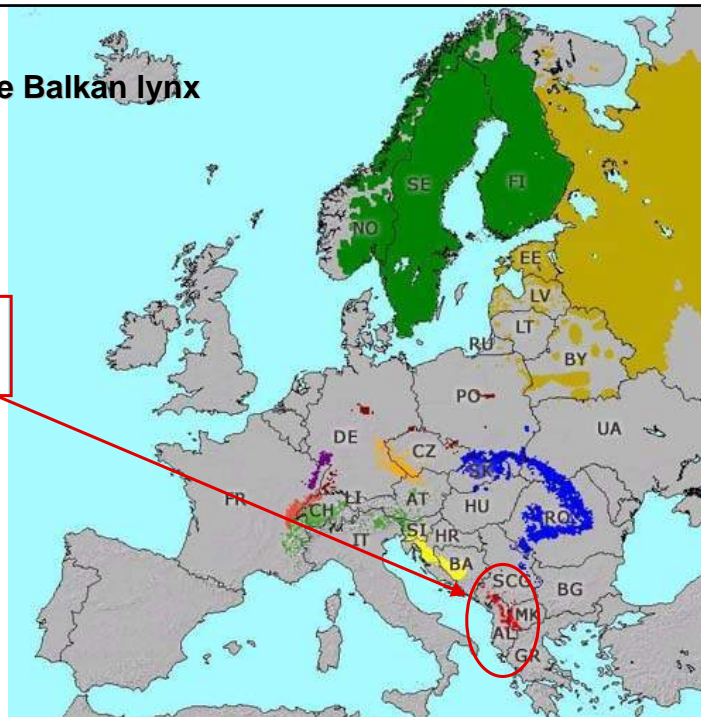 e Balkan lynx
SE
FI
NO
EE
LV
LT
RU
BY
PO
DE
UA
CZ
SK
FR
LI
AT
CH
HU
RO
SI
HR
IT
BA
SCG
BG
MK
AL
GR